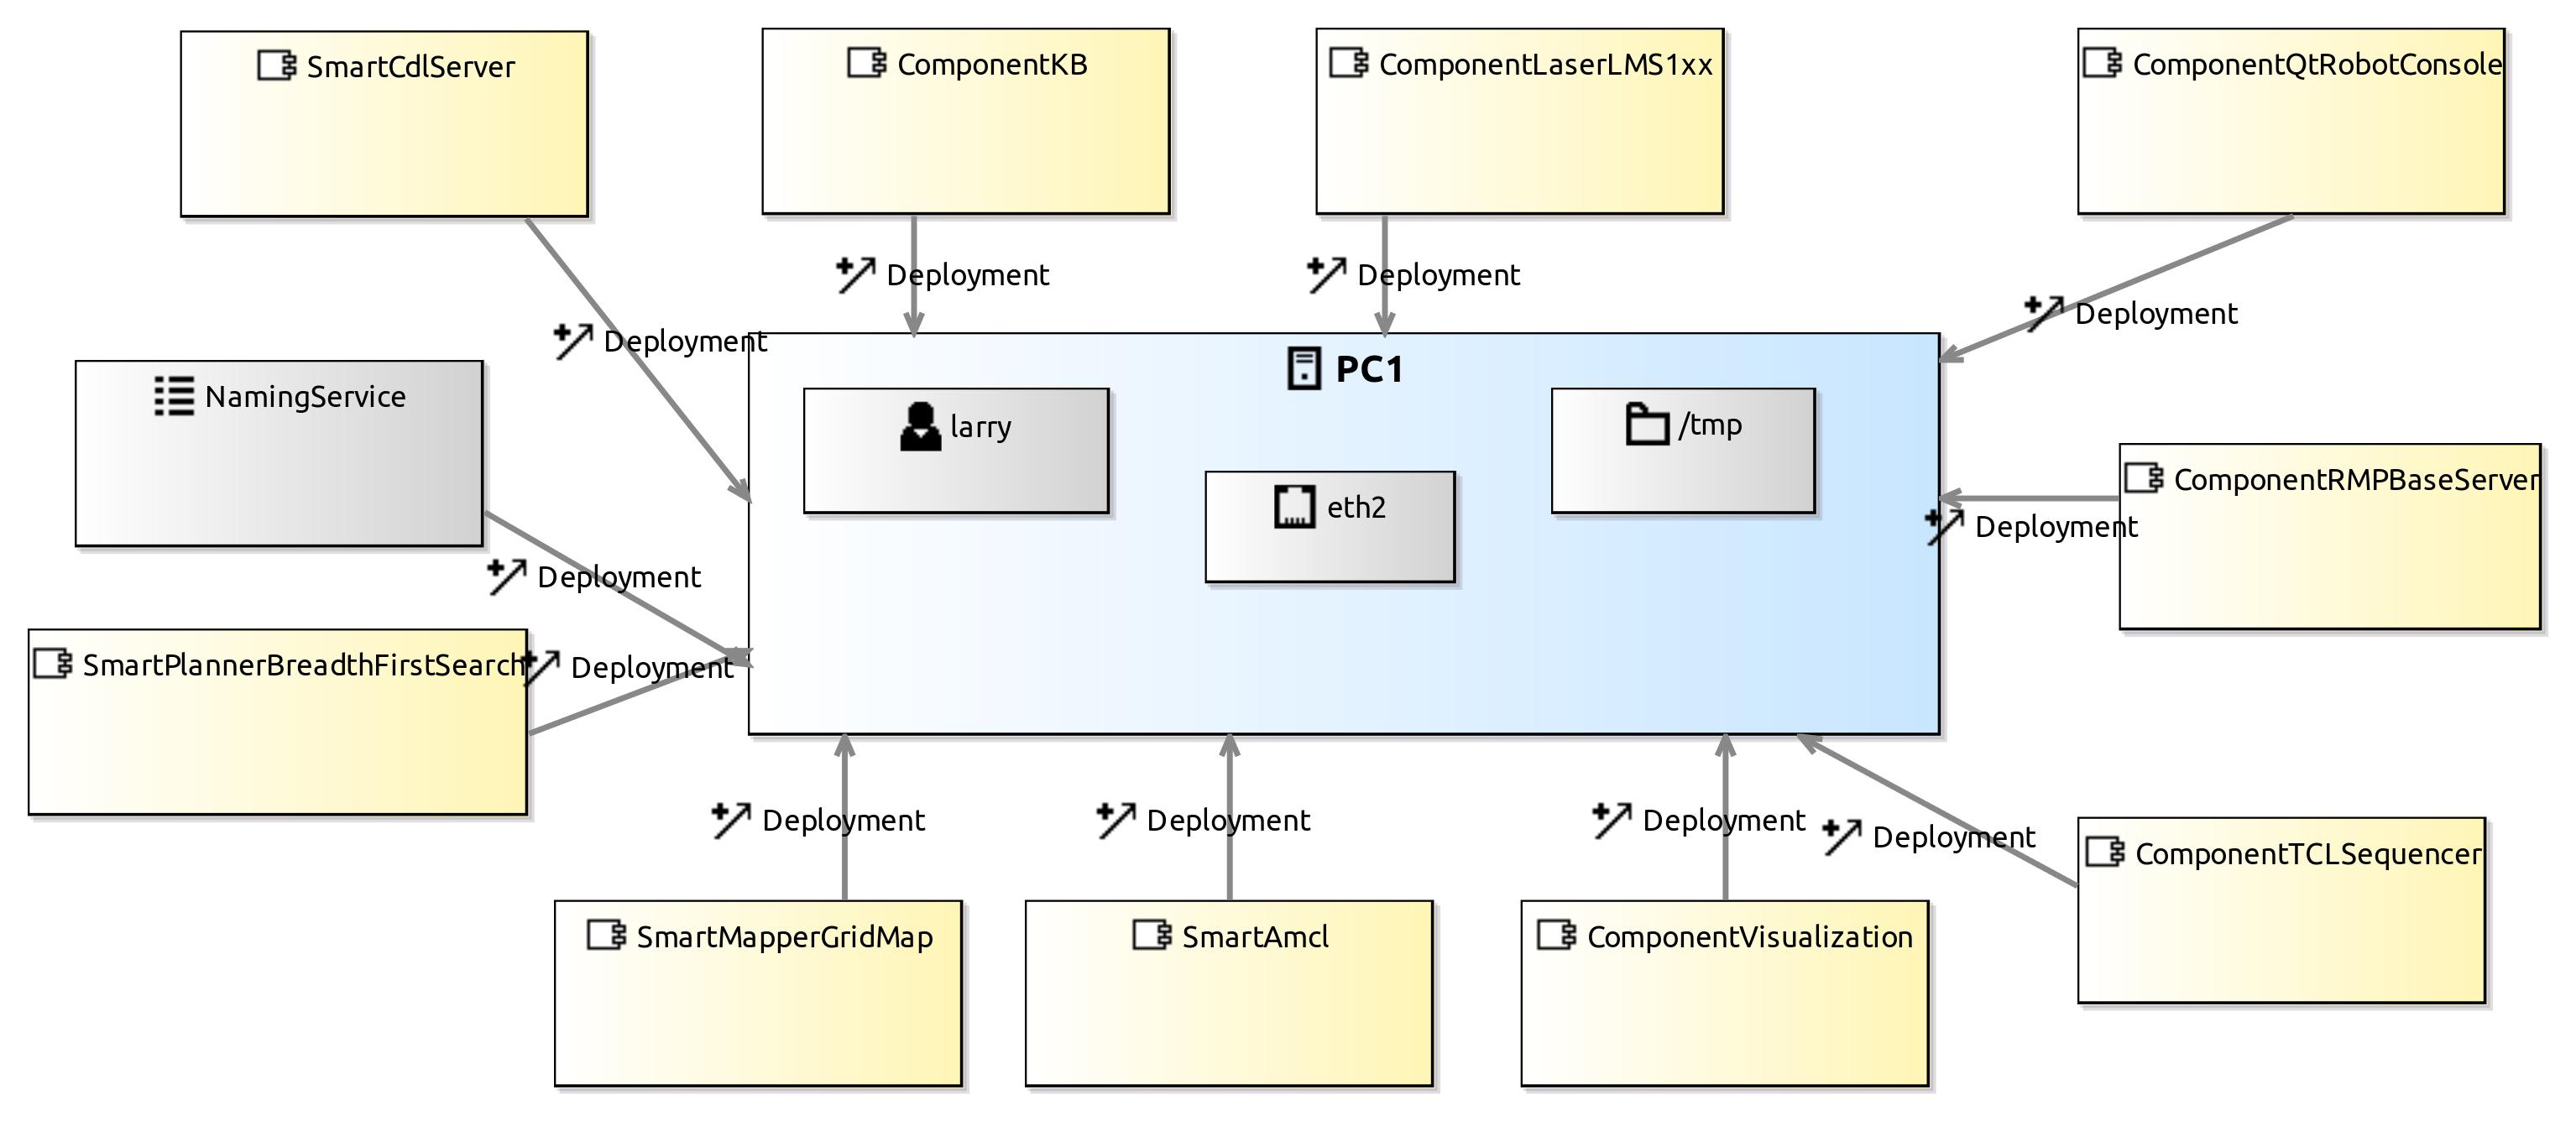 SmartCdlServer
ComponentKB
ComponentLaserLMS1xx
ComponentQtRobotConsole
Deployment
Deployment
Deployment
Deployment
PC1
NamingService
larry
/tmp
eth2
ComponentRMPBaseServer
Deployment
Deployment
SmartPlannerBreadthFirstSearch
Deployment
Deployment
Deployment
Deployment
Deployment
ComponentTCLSequencer
SmartMapperGridMap
SmartAmcl
ComponentVisualization